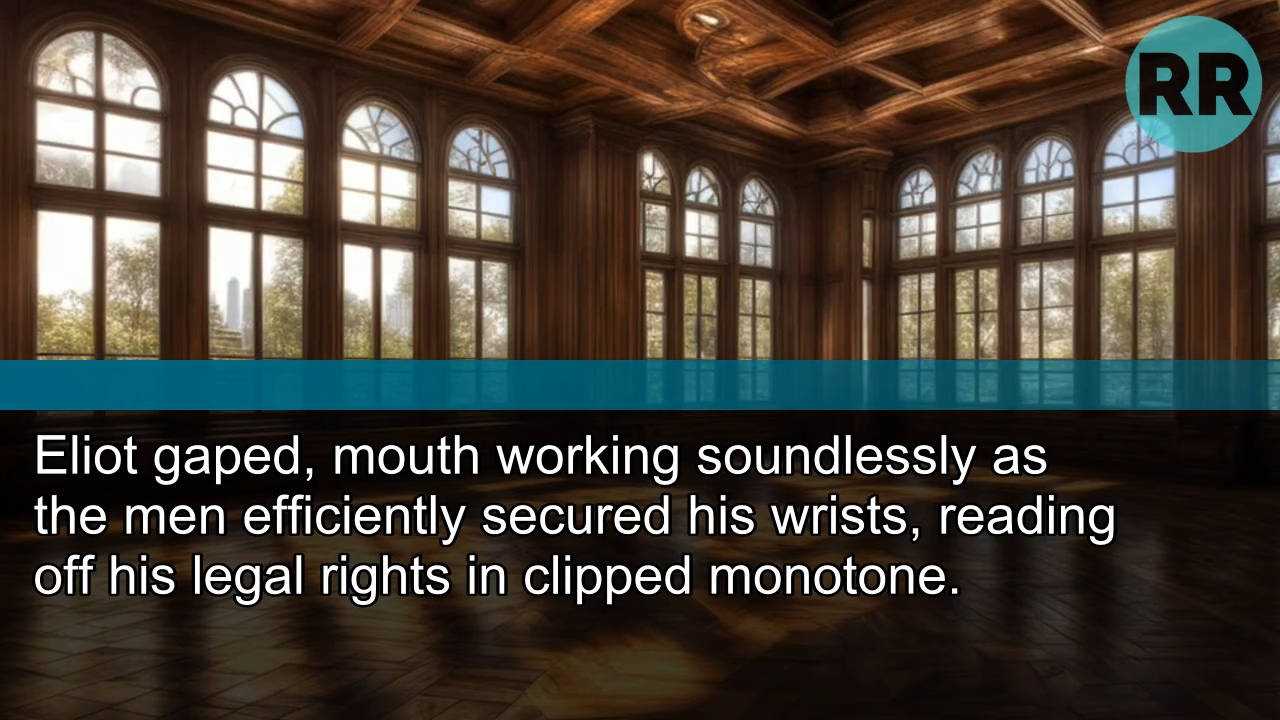 RR
Eliot gaped, mouth working soundlessly as
the men efficiently secured his wrists, reading
off his legal rights in clipped monotone.